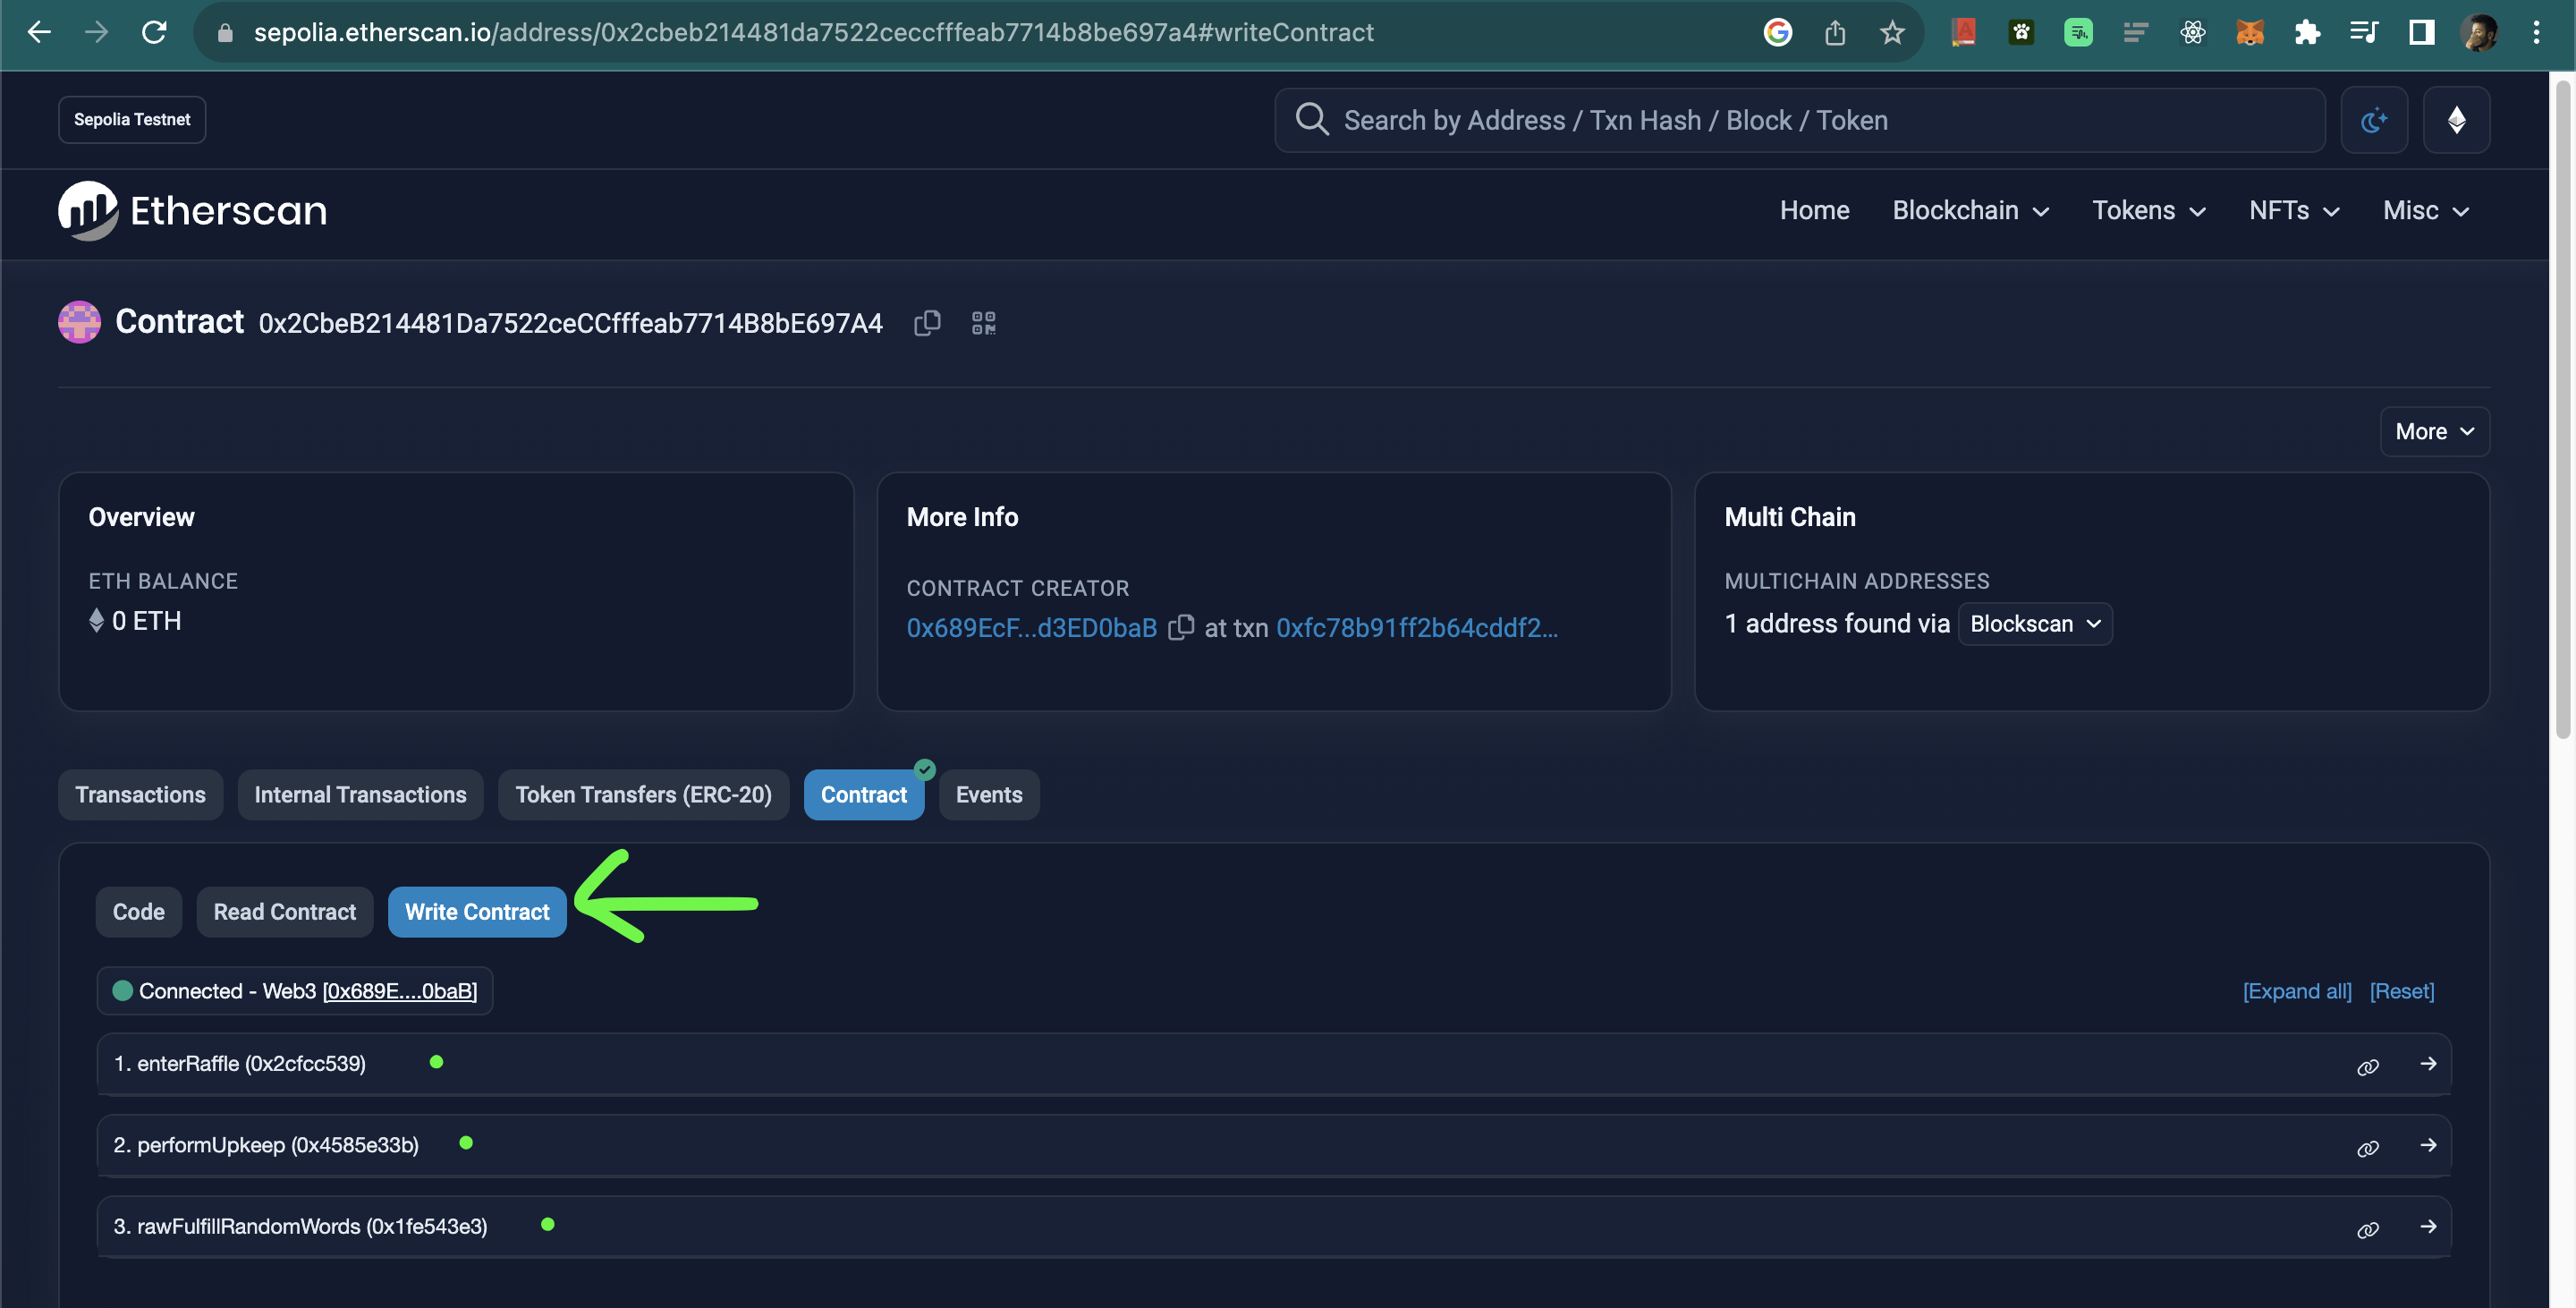 sepolia.etherscan.io/address/0x2cbeb214481da7522ceccfffeab7714b8be697a4#writeContract
Sepolia Testnet
Search by Address / Txn Hash / Block / Token
Etherscan
Home Blockchain Tokens NFTs Misc
Contract 0x2CbeB214481Da7522ceCCfffeab7714B8bE697A4
More
Overview
ETH BALANCE
0 ETH
More Info
CONTRACT CREATOR
0x689EcF...d3ED0baB at txn 0xfc78b91ff2b64cddf2...
Multi Chain
MULTICHAIN ADDRESSES
1 address found via Blockscan
Transactions Internal Transactions Token Transfers (ERC-20) Contract Events
Code Read Contract Write Contract
Connected - Web3 [0x689E....0baB]
[Expand all] [Reset]
1. enterRaffle (0x2cfcc539)
2. performUpkeep (0x4585e33b)
3. rawFulfillRandomWords (0x1fe543e3)